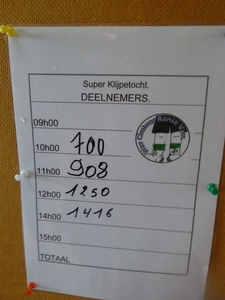 Super Klijpetocht.
DEELNEMERS.
09h00
10h00 700
11h00 908
12h00 1250
14h00 1416
15h00
TOTAAL